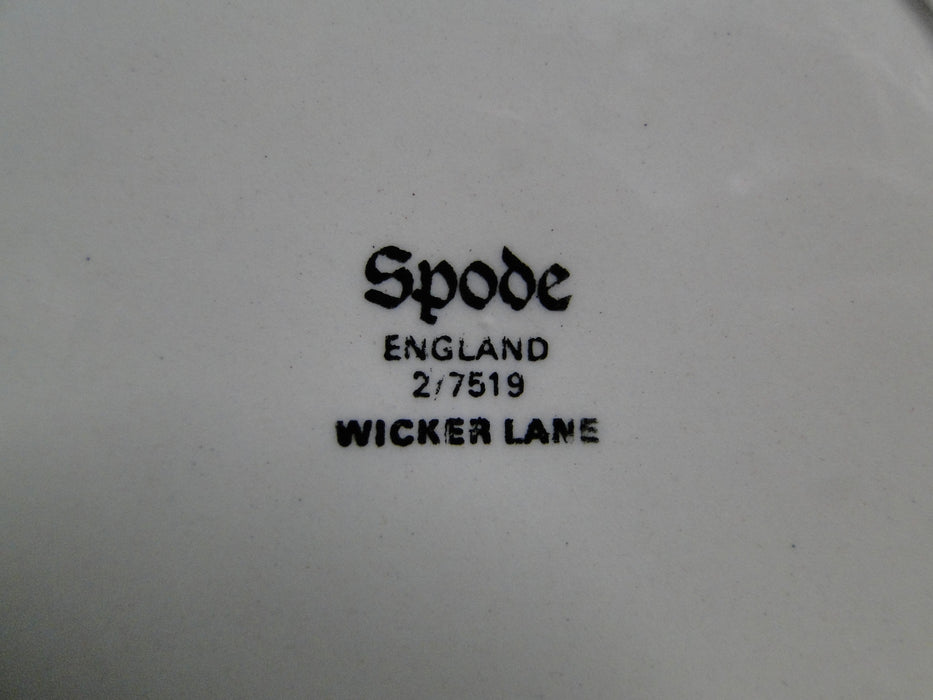 Spode
ENGLAND
2/7519
WICKER LANE